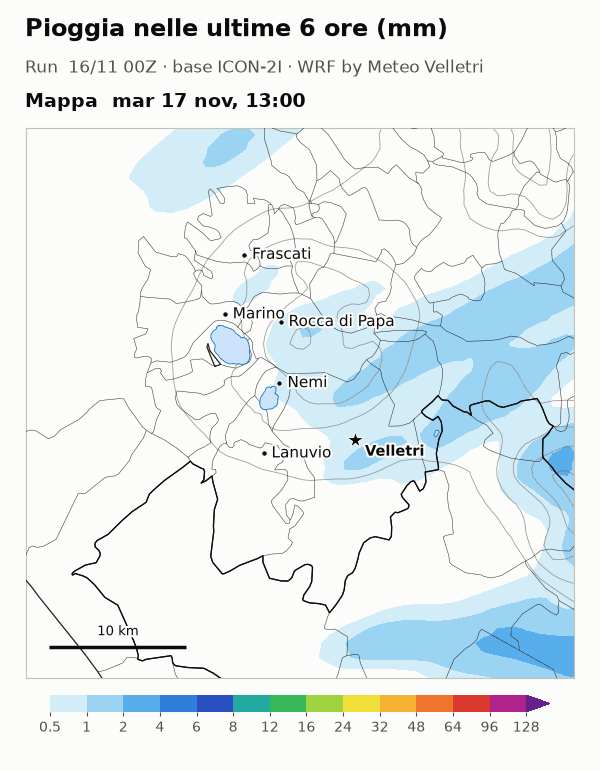 Pioggia nelle ultime 6 ore (mm)
Run 16/11 00Z · base ICON-2I · WRF by Meteo Velletri
Mappa mar 17 nov, 13:00
Frascati
Marino
Rocca di Papa
Nemi
Velletri
Lanuvio
10 km
0.5 1 2 4 6 8 12 16 24 32 48 64 96 128